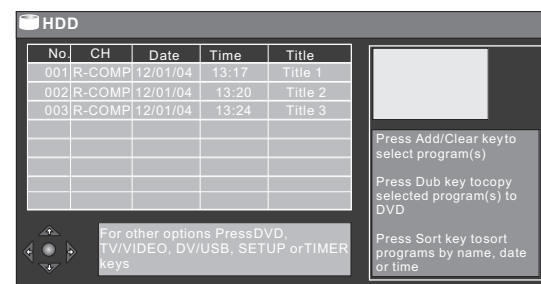 HDD
No. CH Date Time Title
001 R-COMP 12/01/04 13:17 Title 1
002 R-COMP 12/01/04 13:20 Title 2
003 R-COMP 12/01/04 13:24 Title 3
Press Add/Clear keyto
select program(s)
Press Dub key tocopy
selected program(s) to
DVD
Press Sort key tosort
programs by name, date
or time
For other options PressDVD,
TV/VIDEO, DV/USB, SETUP orTIMER
keys